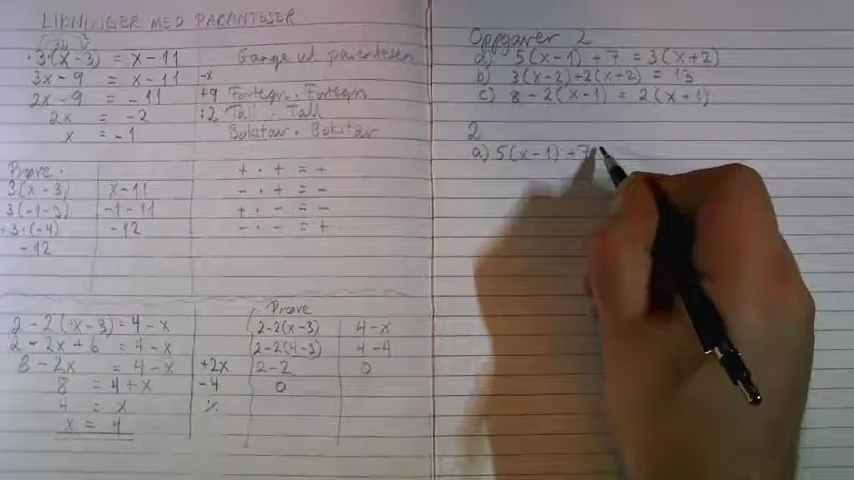 LIKNINGER MED PARANTESER
+3·(x-3) = x-11 Gange ut parentesen
3x-9 = x-11 -x
2x-9 = -11 +9 Fortegn · Fortegn
2x = -2 :2 Tall · Tall
x = -1 Bokstav · Bokstav
Prøve:
3(x-3) x-11
3(-1-3) -1-11
+3·(-4) -12
-12
+ · + = +
+ · - = -
+ · - = -
- · - = +
2-2(x-3)=4-x
2-2x+6 = 4-x
8-2x = 4-x +2x
8 = 4+x -4
4 = x ·/·
x = 4
Prøve
2-2(x-3) 4-x
2-2(4-3) 4-4
2-2 0
0
Oppgaver 2
a) 5(x-1)+7 = 3(x+2)
b) 3(x-2)+2(x+2) = 13
c) 8-2(x-1) = 2(x+1)
2
a) 5(x-1)+7